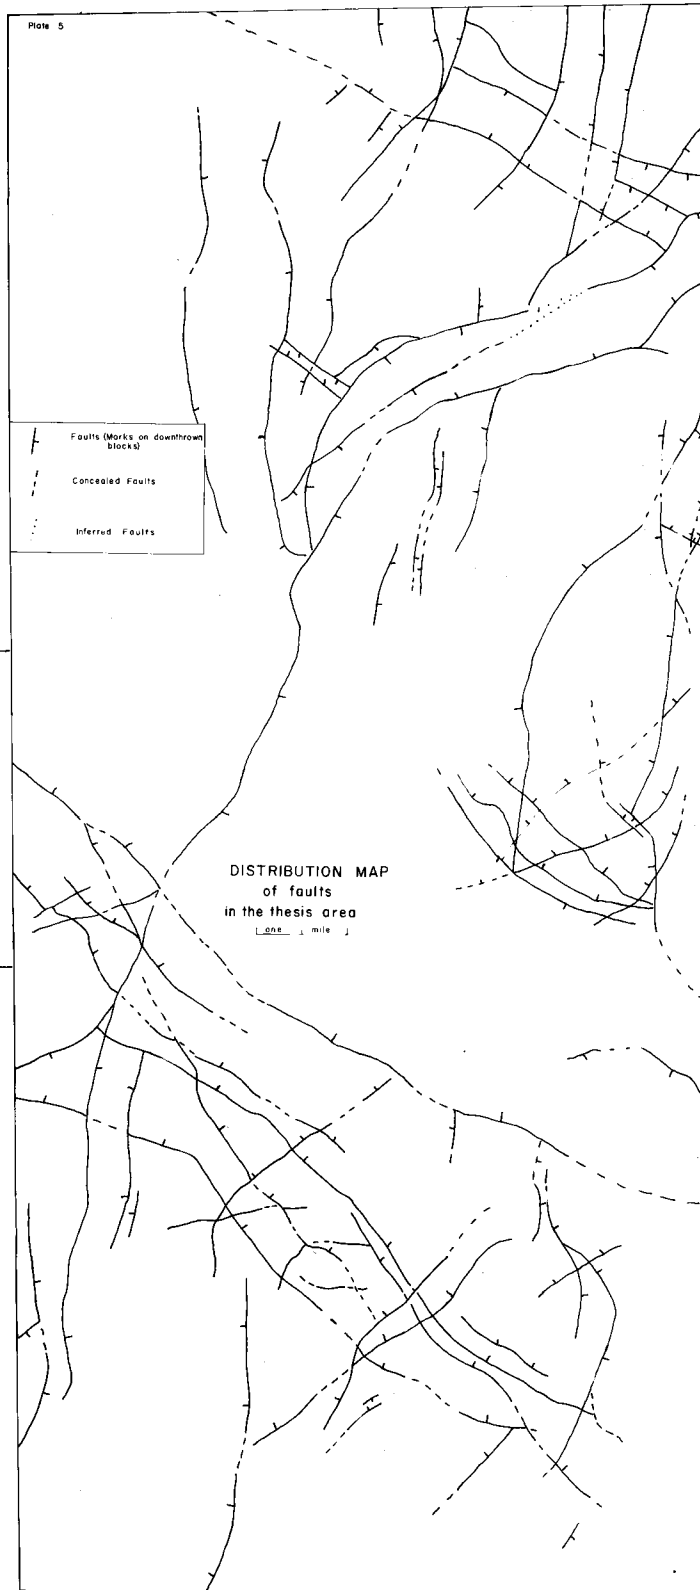 Plate 5
Faults (Marks on downthrown
blocks)
Concealed Faults
Inferred Faults
DISTRIBUTION MAP
of faults
in the thesis area
one mile